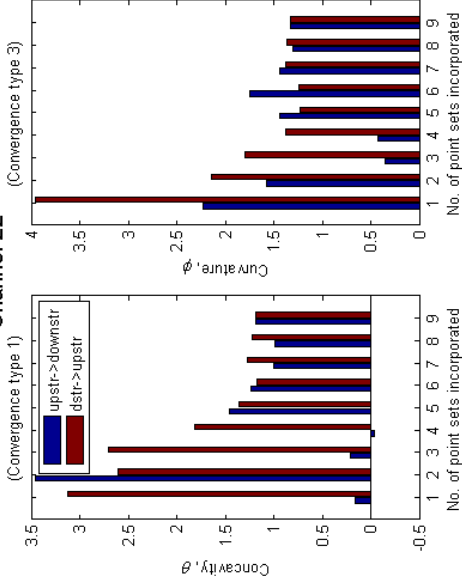 Channel
(Convergence type 1)
3.5
3
2.5
2
1.5
1
0.5
0
-0.5
Concavity, θ
upstr->downstr
dstr->upstr
1 2 3 4 5 6 7 8 9
No. of point sets incorporated
(Convergence type 3)
4
3.5
3
2.5
2
1.5
1
0.5
0
Curvature, φ
1 2 3 4 5 6 7 8 9
No. of point sets incorporated